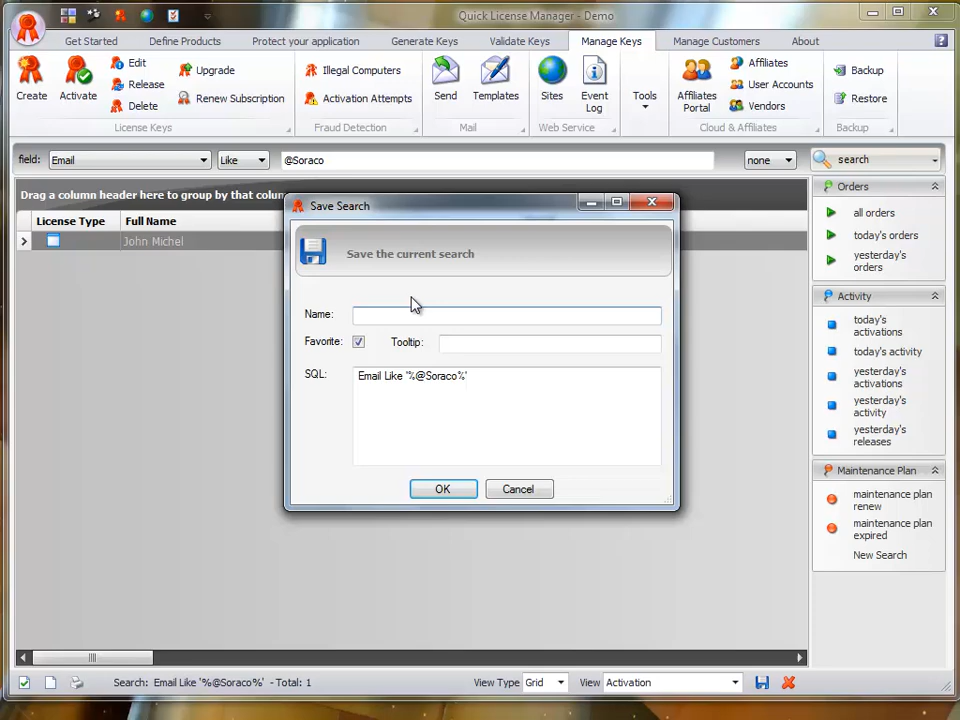 Quick License Manager - Demo
Get Started Define Products Protect your application Generate Keys Validate Keys Manage Keys Manage Customers About
Create
Activate
Edit
Release
Delete
Upgrade
Renew Subscription
License Keys
Illegal Computers
Activation Attempts
Fraud Detection
Send
Templates
Mail
Sites
Event
Log
Web Service
Tools
Affiliates
Portal
Affiliates
User Accounts
Vendors
Cloud & Affiliates
Backup
Restore
Backup
field: Email Like @Soraco none search
Drag a column header here to group by that colu
License Type Full Name
John Michel
Save Search
Save the current search
Name:
Favorite: Tooltip:
SQL: Email Like '%@Soraco%'
OK Cancel
Orders
all orders
today's orders
yesterday's
orders
Activity
today's
activations
today's activity
yesterday's
activations
yesterday's
activity
yesterday's
releases
Maintenance Plan
maintenance plan
renew
maintenance plan
expired
New Search
Search: Email Like '%@Soraco%' - Total: 1 View Type Grid View Activation